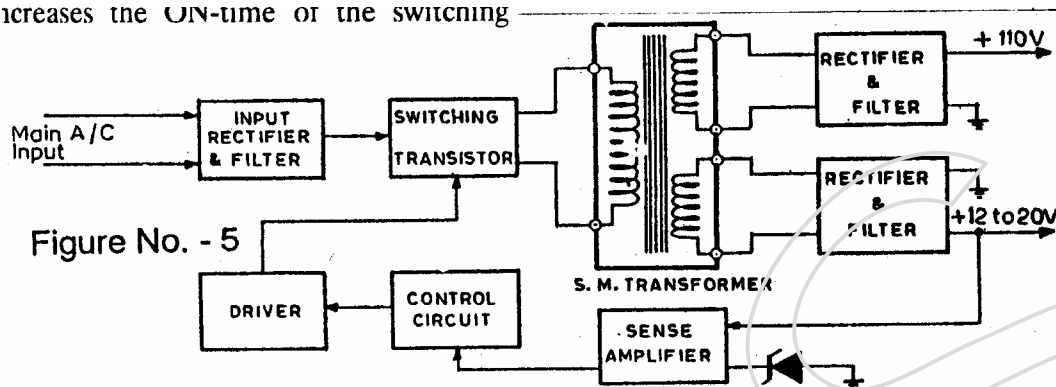 ncreases the ON-time of the switching
+ 110V
RECTIFIER
&
FILTER
Main A/C
Input
INPUT
RECTIFIER
& FILTER
SWITCHING
TRANSISTOR
RECTIFIER
&
FILTER
+12 to 20V
Figure No. - 5
S. M. TRANSFORMER
DRIVER
CONTROL
CIRCUIT
SENSE
AMPLIFIER